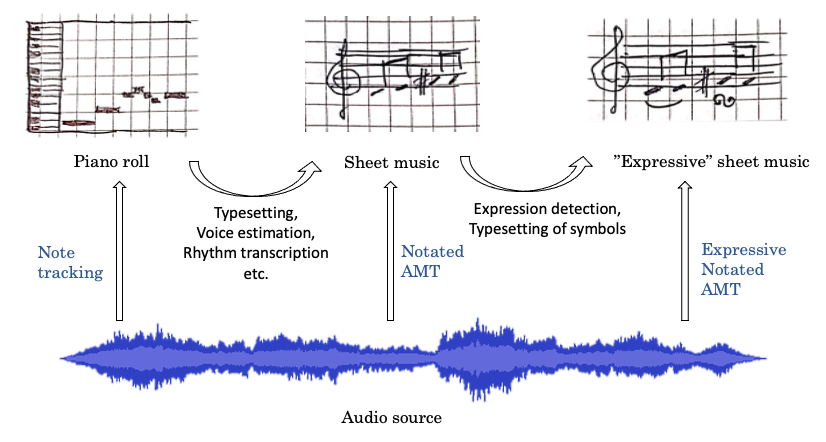 Piano roll
Sheet music
”Expressive” sheet music
Typesetting,
Voice estimation,
Rhythm transcription
etc.
Expression detection,
Typesetting of symbols
Note
tracking
Notated
AMT
Expressive
Notated
AMT
Audio source